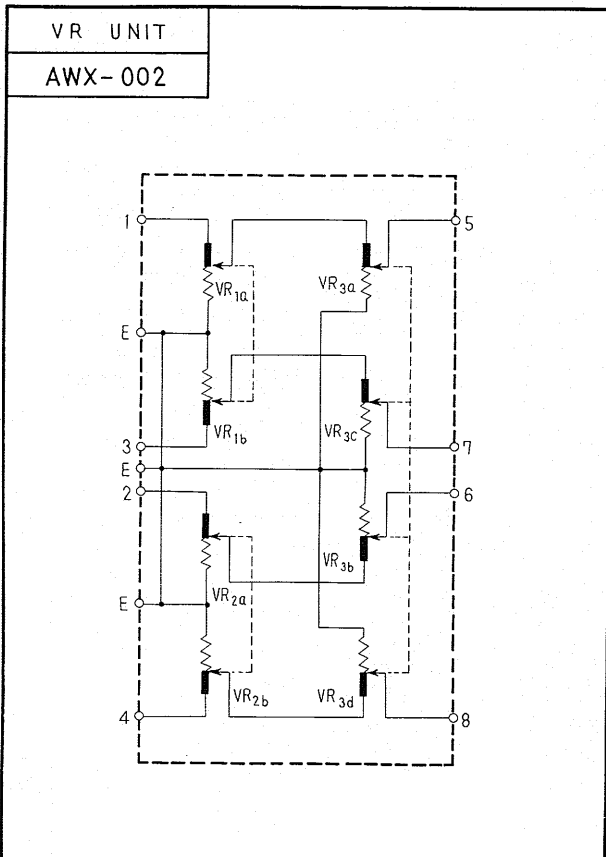 VR UNIT
AWX-002
1
5
VR1a
VR3a
E
VR1b
VR3c
3
7
E
2
6
VR3b
VR2a
E
VR2b
VR3d
4
8